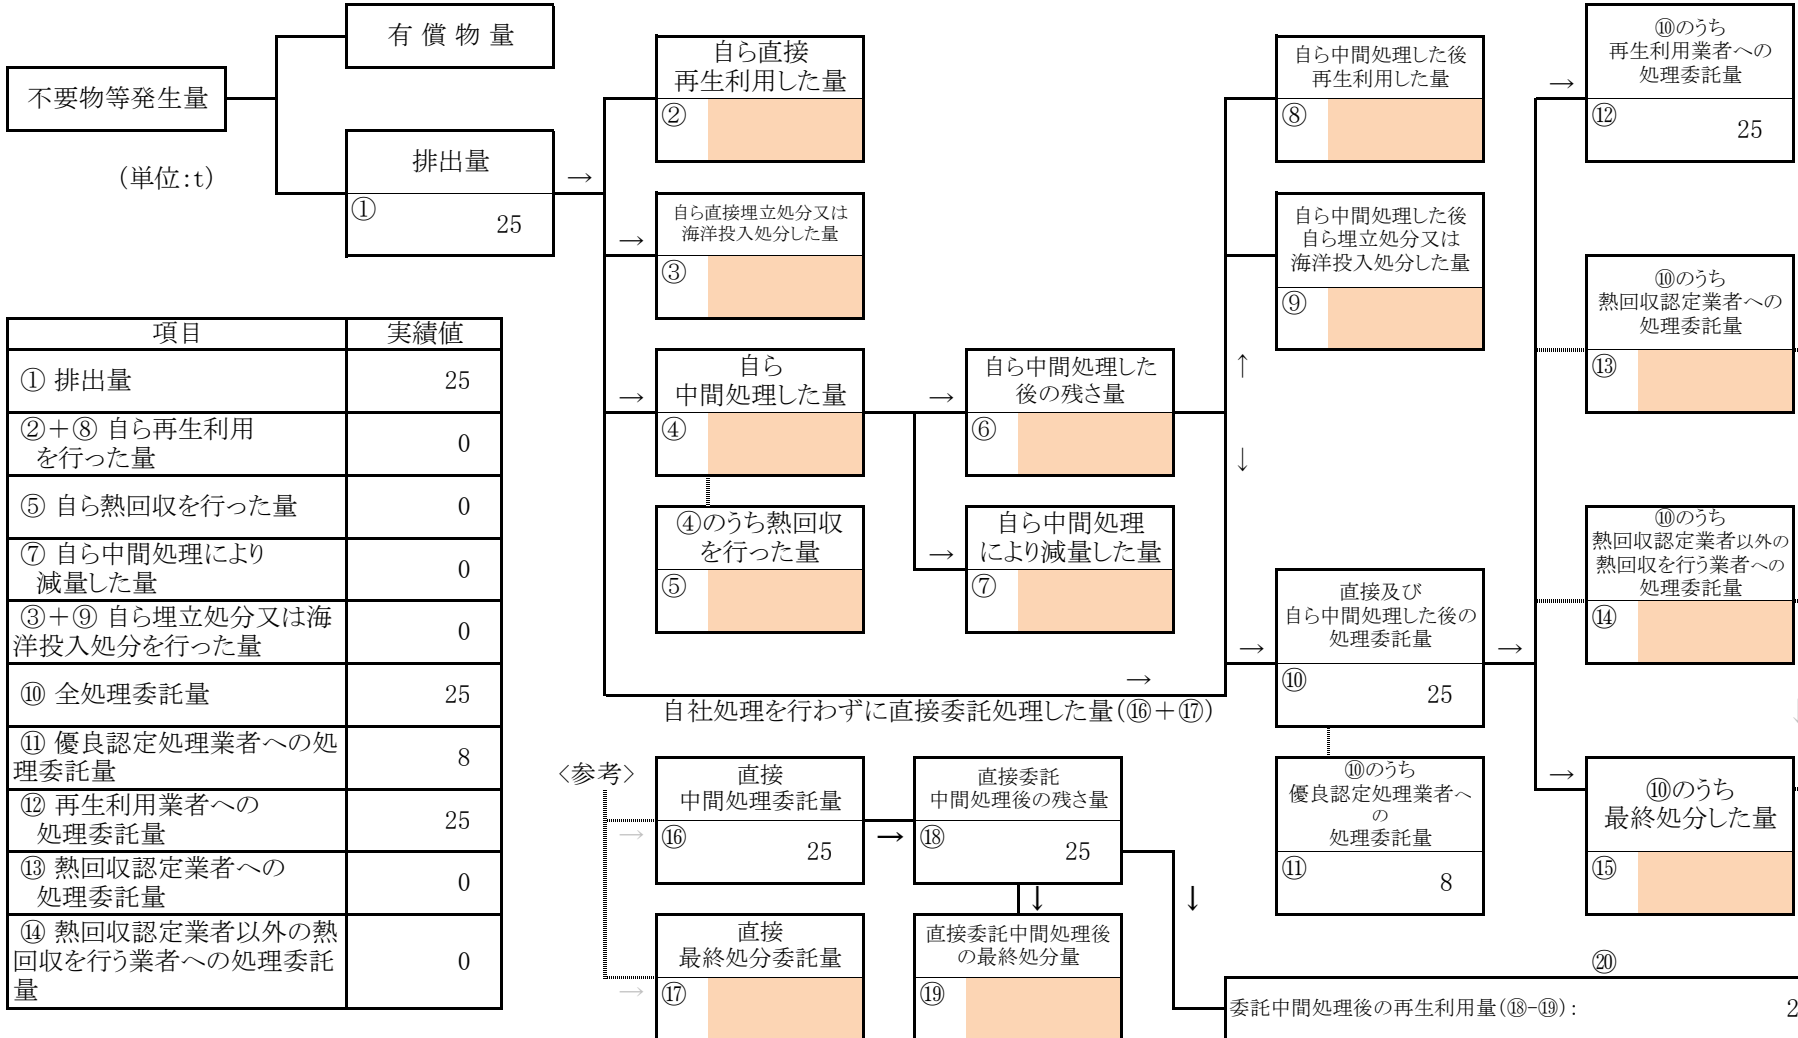 有 償 物 量
不要物等発生量
(単位:t)
排出量
①
25
→
自ら直接
再生利用した量
②
→
自ら直接埋立処分又は
海洋投入処分した量
③
→
自ら
中間処理した量
④
④のうち熱回収
を行った量
⑤
→
自ら中間処理した
後の残さ量
⑥
→
自ら中間処理
により減量した量
⑦
自ら中間処理した後
再生利用した量
⑧
自ら中間処理した後
自ら埋立処分又は
海洋投入処分した量
⑨
↑
↓
→
自社処理を行わずに直接委託処理した量(⑯+⑰)
→
直接及び
自ら中間処理した後の
処理委託量
⑩
25
⑩のうち
優良認定処理業者へ
の
処理委託量
⑪
8
→
→
⑩のうち
再生利用業者への
処理委託量
⑫
25
⑩のうち
熱回収認定業者への
処理委託量
⑬
⑩のうち
熱回収認定業者以外の
熱回収を行う業者への
処理委託量
⑭
→
⑩のうち
最終処分した量
⑮
項目 実績値
① 排出量 25
②+⑧ 自ら再生利用
を行った量 0
⑤ 自ら熱回収を行った量 0
⑦ 自ら中間処理により
減量した量 0
③+⑨ 自ら埋立処分又は海
洋投入処分を行った量 0
⑩ 全処理委託量 25
⑪ 優良認定処理業者への処
理委託量 8
⑫ 再生利用業者への
処理委託量 25
⑬ 熱回収認定業者への
処理委託量 0
⑭ 熱回収認定業者以外の熱
回収を行う業者への処理委託
量 0
<参考>
→
直接
中間処理委託量
⑯
25
→
直接委託
中間処理後の残さ量
⑱
25
↓
↓
→
直接
最終処分委託量
⑰
直接委託中間処理後
の最終処分量
⑲
⑳
委託中間処理後の再生利用量(⑱-⑲):